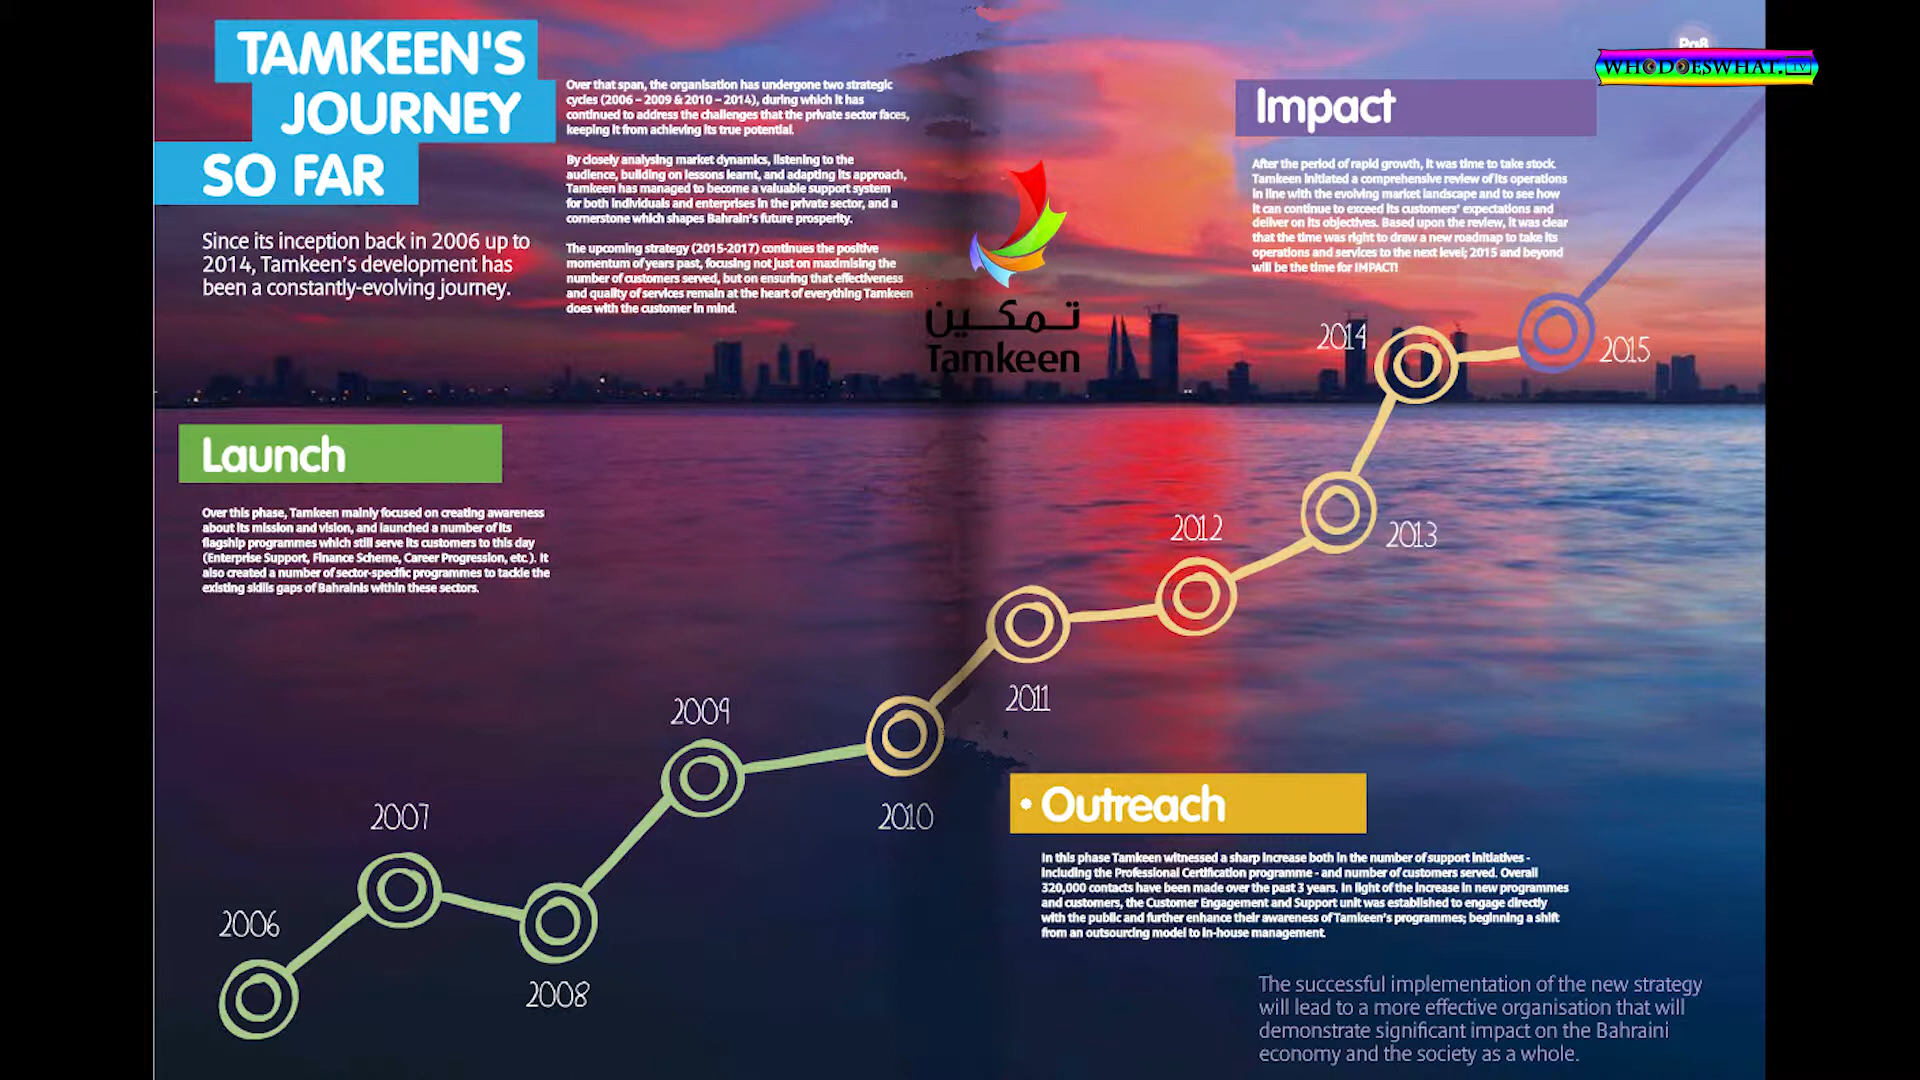 TAMKEEN'S
JOURNEY
SO FAR
Since its inception back in 2006 up to
2014, Tamkeen's development has
been a constantly-evolving journey.
Over that span, the organisation has undergone two strategic
cycles (2006 – 2009 & 2010 – 2014), during which it has
continued to address the challenges that the private sector faces,
keeping it from achieving its true potential.
By closely analysing market dynamics, listening to the
audience, building on lessons learnt, and adapting its approach,
Tamkeen has managed to become a valuable support system
for both individuals and enterprises in the private sector, and a
cornerstone which shapes Bahrain's future prosperity.
The upcoming strategy (2015-2017) continues the positive
momentum of years past, focusing not just on maximising the
number of customers served, but on ensuring that effectiveness
and quality of services remain at the heart of everything Tamkeen
does with the customer in mind.
تمكين
Tamkeen
Pg8
WHODOESWHAT.TV
Impact
After the period of rapid growth, it was time to take stock.
Tamkeen initiated a comprehensive review of its operations
in line with the evolving market landscape and to see how
it can continue to exceed its customers' expectations and
deliver on its objectives. Based upon the review, it was clear
that the time was right to draw a new roadmap to take its
operations and services to the next level; 2015 and beyond
will be the time for IMPACT!
2014
2015
Launch
Over this phase, Tamkeen mainly focused on creating awareness
about its mission and vision, and launched a number of its
flagship programmes which still serve its customers to this day
(Enterprise Support, Finance Scheme, Career Progression, etc.). It
also created a number of sector-specific programmes to tackle the
existing skills gaps of Bahrainis within these sectors.
2012
2013
2011
2009
2010
2007
2006
2008
• Outreach
In this phase Tamkeen witnessed a sharp increase both in the number of support initiatives -
including the Professional Certification programme - and number of customers served. Overall
320,000 contacts have been made over the past 3 years. In light of the increase in new programmes
and customers, the Customer Engagement and Support unit was established to engage directly
with the public and further enhance their awareness of Tamkeen's programmes; beginning a shift
from an outsourcing model to in-house management.
The successful implementation of the new strategy
will lead to a more effective organisation that will
demonstrate significant impact on the Bahraini
economy and the society as a whole.